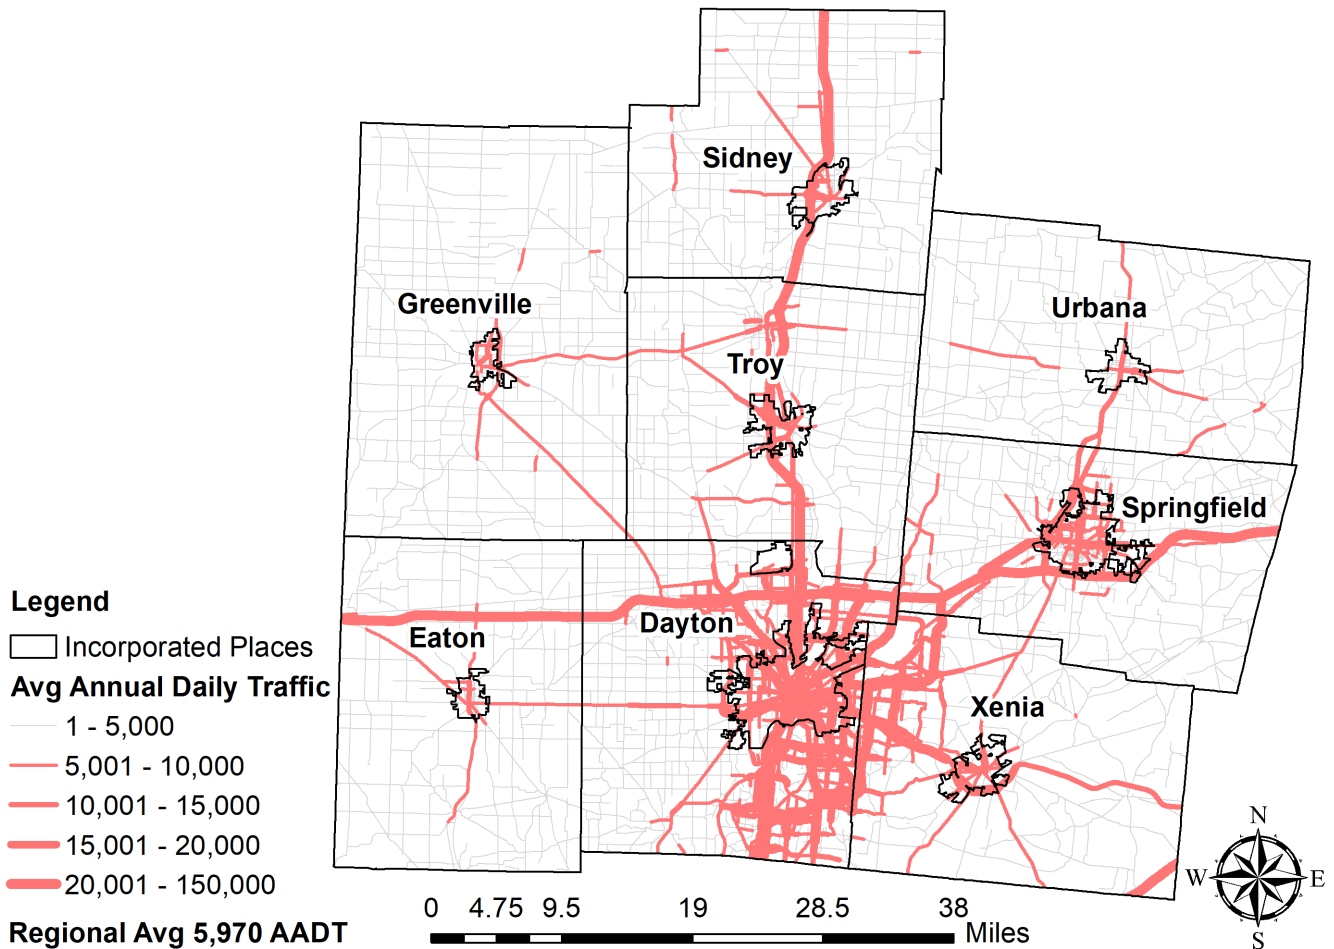 Sidney
Greenville
Urbana
Troy
Springfield
Dayton
Eaton
Xenia
Legend
Incorporated Places
Avg Annual Daily Traffic
1 - 5,000
5,001 - 10,000
10,001 - 15,000
15,001 - 20,000
20,001 - 150,000
Regional Avg 5,970 AADT
0 4.75 9.5 19 28.5 38
Miles
N
W E
S